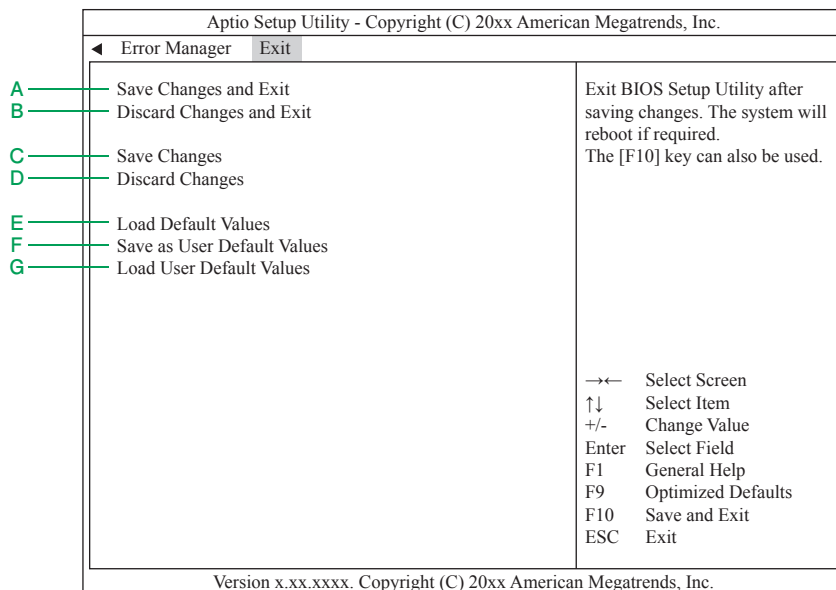 Aptio Setup Utility - Copyright (C) 20xx American Megatrends, Inc.
◀ Error Manager Exit
A Save Changes and Exit
B Discard Changes and Exit
C Save Changes
D Discard Changes
E Load Default Values
F Save as User Default Values
G Load User Default Values
Exit BIOS Setup Utility after
saving changes. The system will
reboot if required.
The [F10] key can also be used.
→← Select Screen
↑↓ Select Item
+/- Change Value
Enter Select Field
F1 General Help
F9 Optimized Defaults
F10 Save and Exit
ESC Exit
Version x.xx.xxxx. Copyright (C) 20xx American Megatrends, Inc.